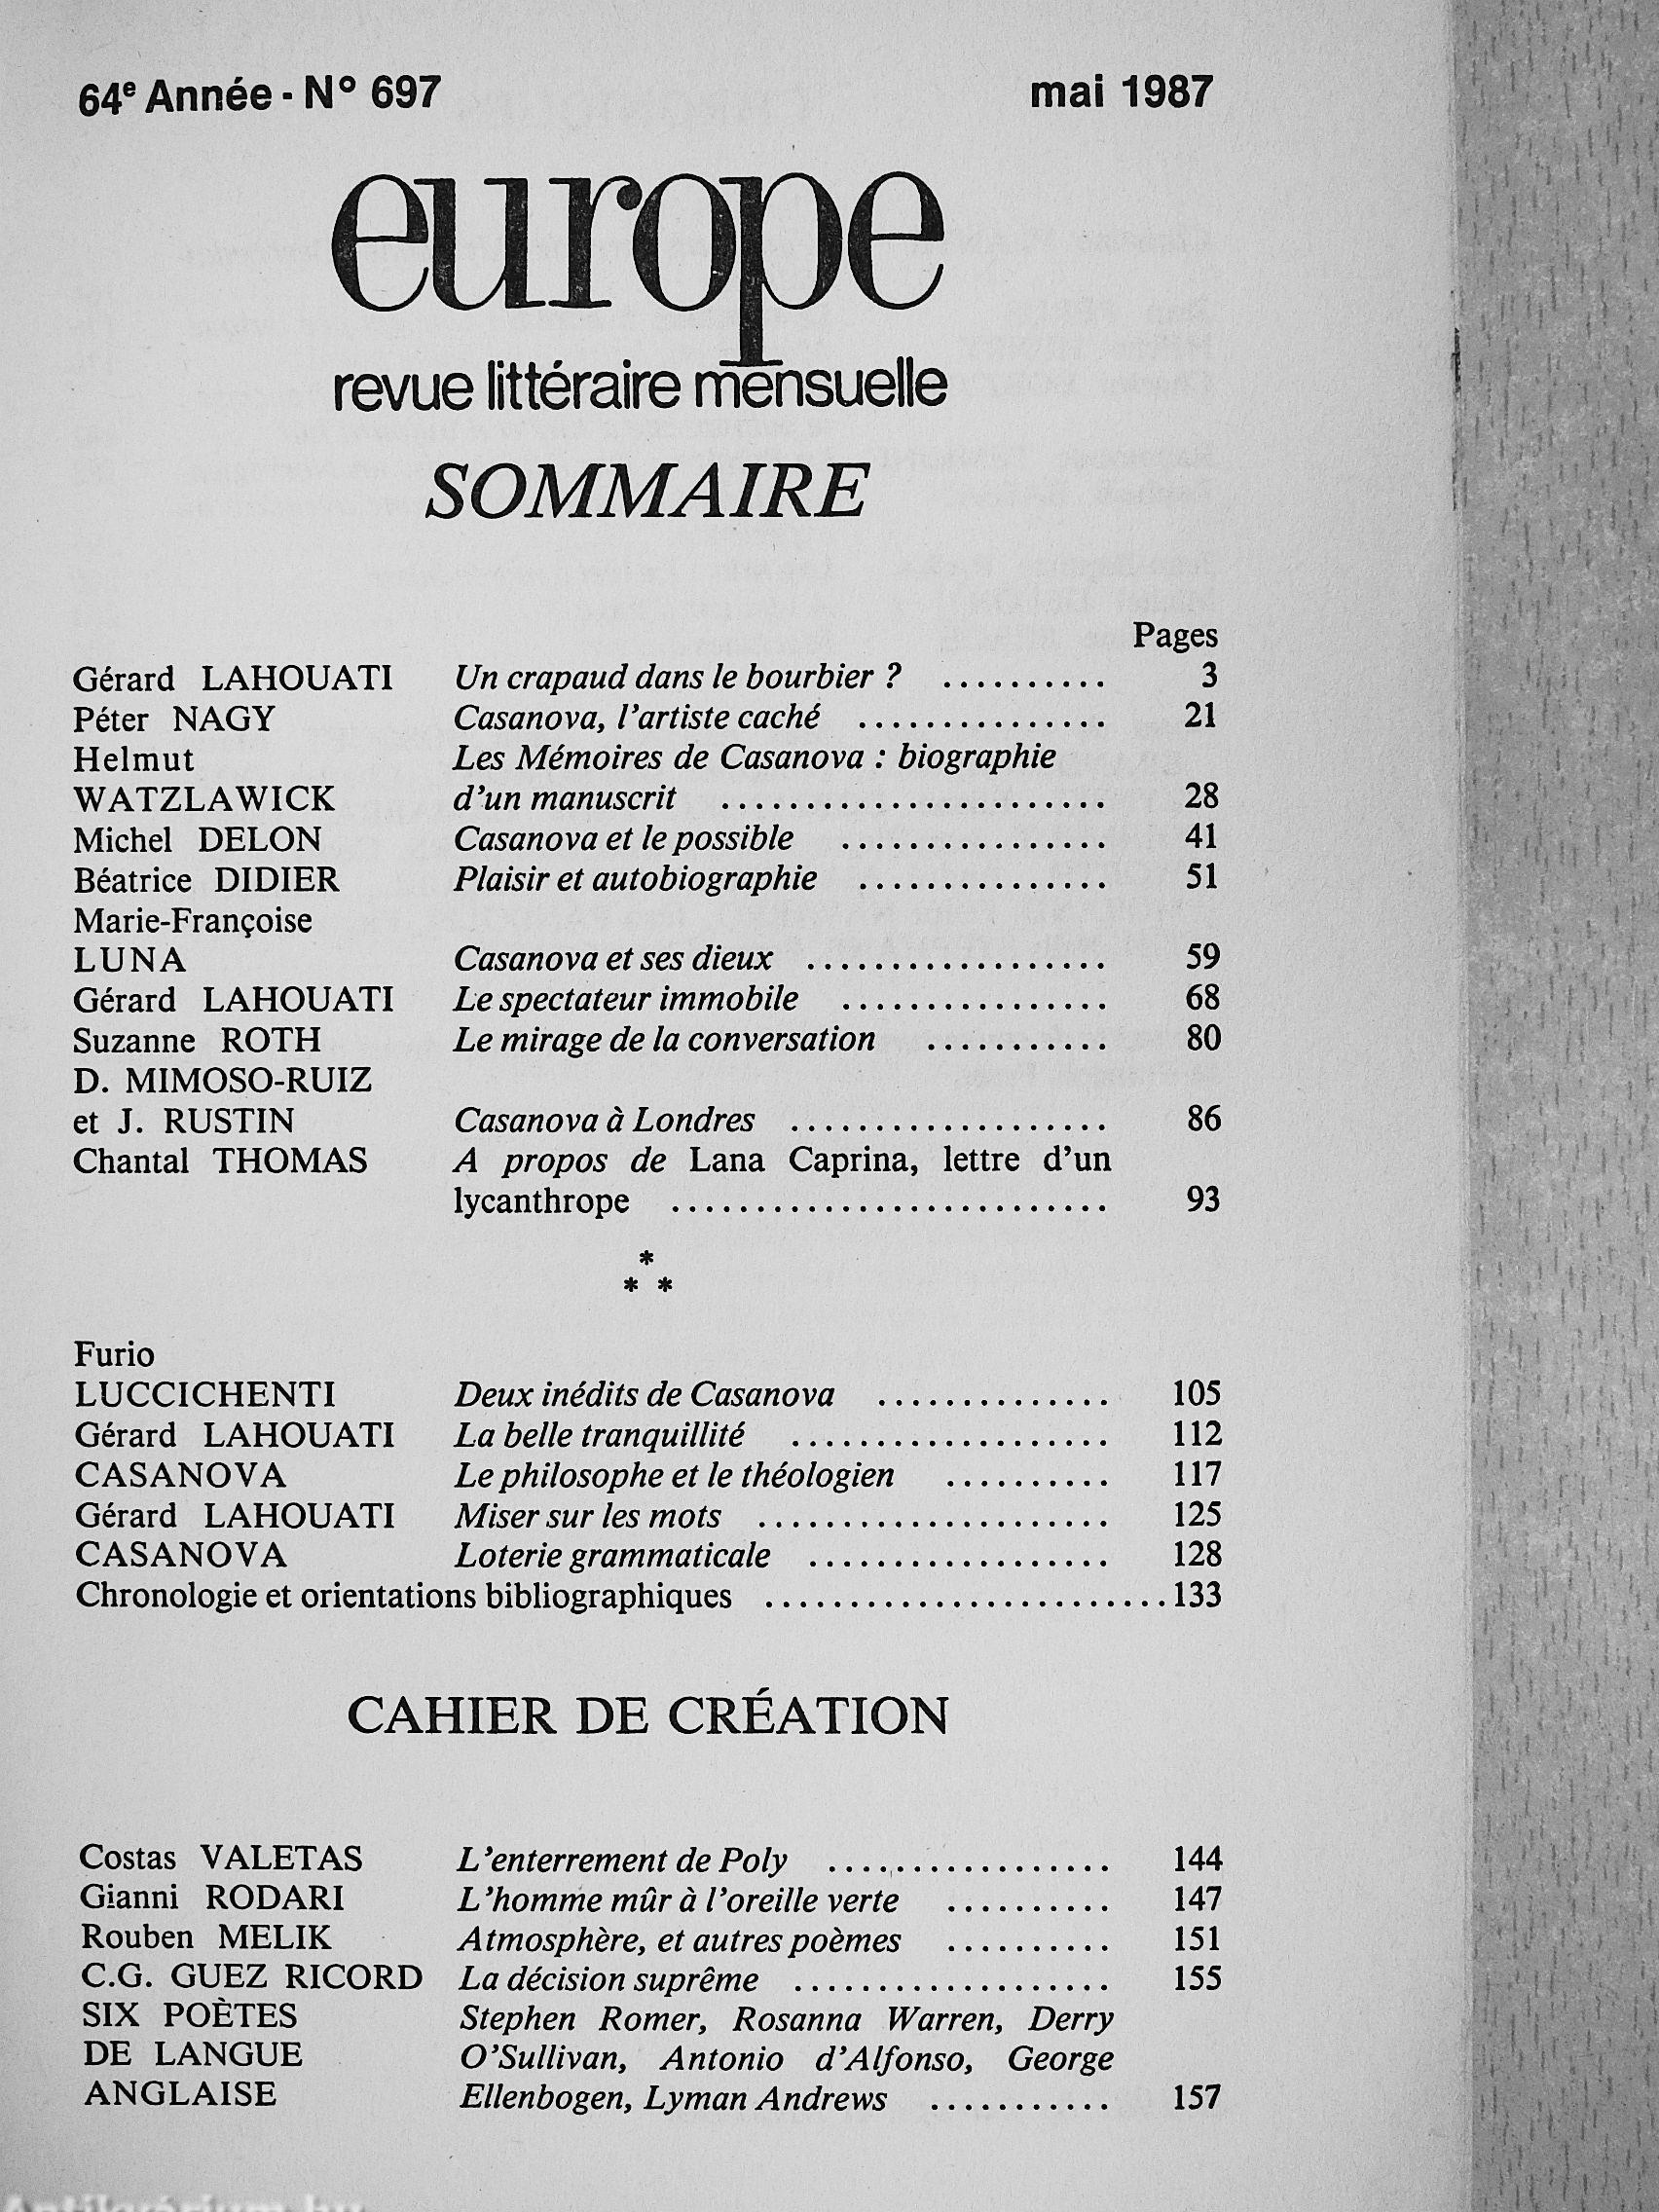 64e Année - N° 697 mai 1987
europe
revue littéraire mensuelle
SOMMAIRE
Pages
Gérard LAHOUATI Un crapaud dans le bourbier ? .......... 3
Péter NAGY Casanova, l'artiste caché ............... 21
Helmut Les Mémoires de Casanova : biographie
WATZLAWICK d'un manuscrit ....................... 28
Michel DELON Casanova et le possible ................ 41
Béatrice DIDIER Plaisir et autobiographie ............... 51
Marie-Françoise
LUNA Casanova et ses dieux .................. 59
Gérard LAHOUATI Le spectateur immobile ................ 68
Suzanne ROTH Le mirage de la conversation ........... 80
D. MIMOSO-RUIZ
et J. RUSTIN Casanova à Londres ................... 86
Chantal THOMAS A propos de Lana Caprina, lettre d'un
lycanthrope .......................... 93
*
* *
Furio
LUCCICHENTI Deux inédits de Casanova .............. 105
Gérard LAHOUATI La belle tranquillité ................... 112
CASANOVA Le philosophe et le théologien .......... 117
Gérard LAHOUATI Miser sur les mots ..................... 125
CASANOVA Loterie grammaticale .................. 128
Chronologie et orientations bibliographiques ........................ 133
CAHIER DE CRÉATION
Costas VALETAS L'enterrement de Poly ................. 144
Gianni RODARI L'homme mûr à l'oreille verte .......... 147
Rouben MELIK Atmosphère, et autres poèmes .......... 151
C.G. GUEZ RICORD La décision suprême ................... 155
SIX POÈTES Stephen Romer, Rosanna Warren, Derry
DE LANGUE O'Sullivan, Antonio d'Alfonso, George
ANGLAISE Ellenbogen, Lyman Andrews ........... 157